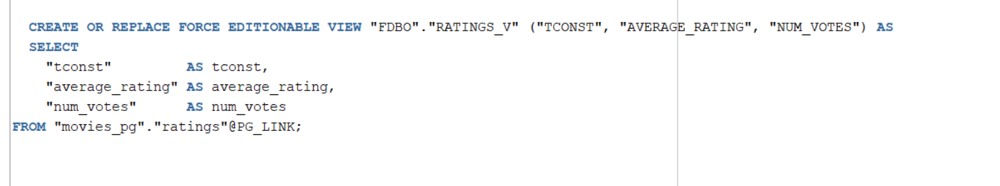 CREATE OR REPLACE FORCE EDITIONABLE VIEW "FDBO"."RATINGS_V" ("TCONST", "AVERAGE_RATING", "NUM_VOTES") AS
SELECT
"tconst" AS tconst,
"average_rating" AS average_rating,
"num_votes" AS num_votes
FROM "movies_pg"."ratings"@PG_LINK;